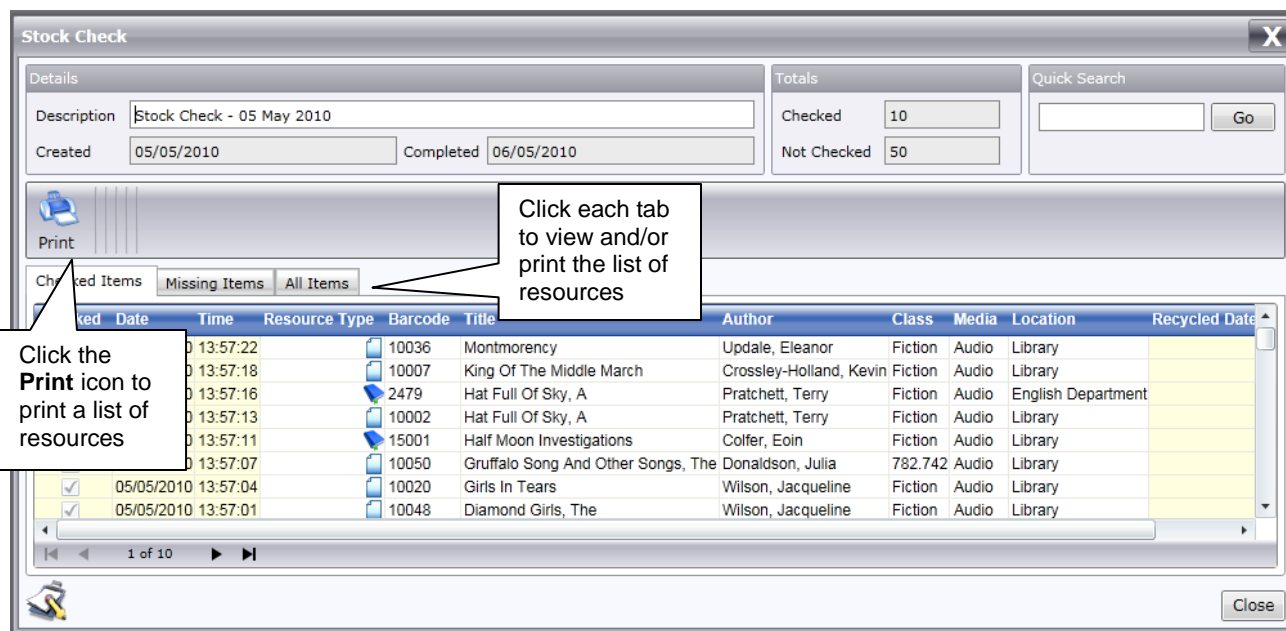 Stock Check X
Details Totals Quick Search
Description Stock Check - 05 May 2010 Checked 10 Go
Created 05/05/2010 Completed 06/05/2010 Not Checked 50
Print
Click each tab
to view and/or
print the list of
resources
Items Missing Items All Items
Date Time Resource Type Barcode Title Author Class Media Location Recycled Date
Click the
Print icon to
print a list of
resources
13:57:22 10036 Montmorency Updale, Eleanor Fiction Audio Library
13:57:18 10007 King Of The Middle March Crossley-Holland, Kevin Fiction Audio Library
13:57:16 2479 Hat Full Of Sky, A Pratchett, Terry Fiction Audio English Department
13:57:13 10002 Hat Full Of Sky, A Pratchett, Terry Fiction Audio Library
13:57:11 15001 Half Moon Investigations Colfer, Eoin Fiction Audio Library
13:57:07 10050 Gruffalo Song And Other Songs, The Donaldson, Julia 782.742 Audio Library
05/05/2010 13:57:04 10020 Girls In Tears Wilson, Jacqueline Fiction Audio Library
05/05/2010 13:57:01 10048 Diamond Girls, The Wilson, Jacqueline Fiction Audio Library
1 of 10
Close